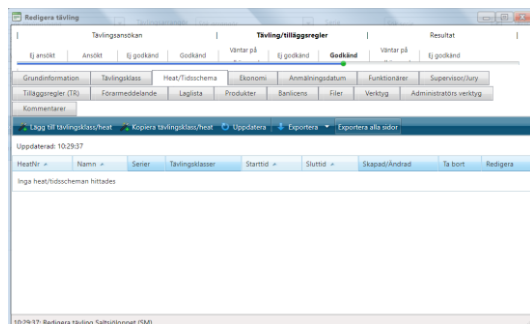 Redigera tävling
Tävlingsansökan Tävling/tilläggsregler Resultat
Ej ansökt Ansökt Ej godkänd Godkänd Väntar på Ej godkänd Godkänd Väntar på Ej godkänd
Grundinformation Tävlingsklass Heat/Tidsschema Ekonomi Anmälningsdatum Funktionärer Supervisor/Jury
Tilläggsregler (TR) Förarmeddelande Laglista Produkter Banlicens Filer Verktyg Administratörs verktyg
Kommentarer
Lägg till tävlingsklass/heat Kopiera tävlingsklass/heat Uppdatera Exportera Exportera alla sidor
Uppdaterad: 10:29:37
HeatNr Namn Serier Tävlingsklasser Starttid Sluttid Skapad/Ändrad Ta bort Redigera
Inga heat/tidsscheman hittades
10:29:37: Redigera tävling Saltsjöloppet (SM)